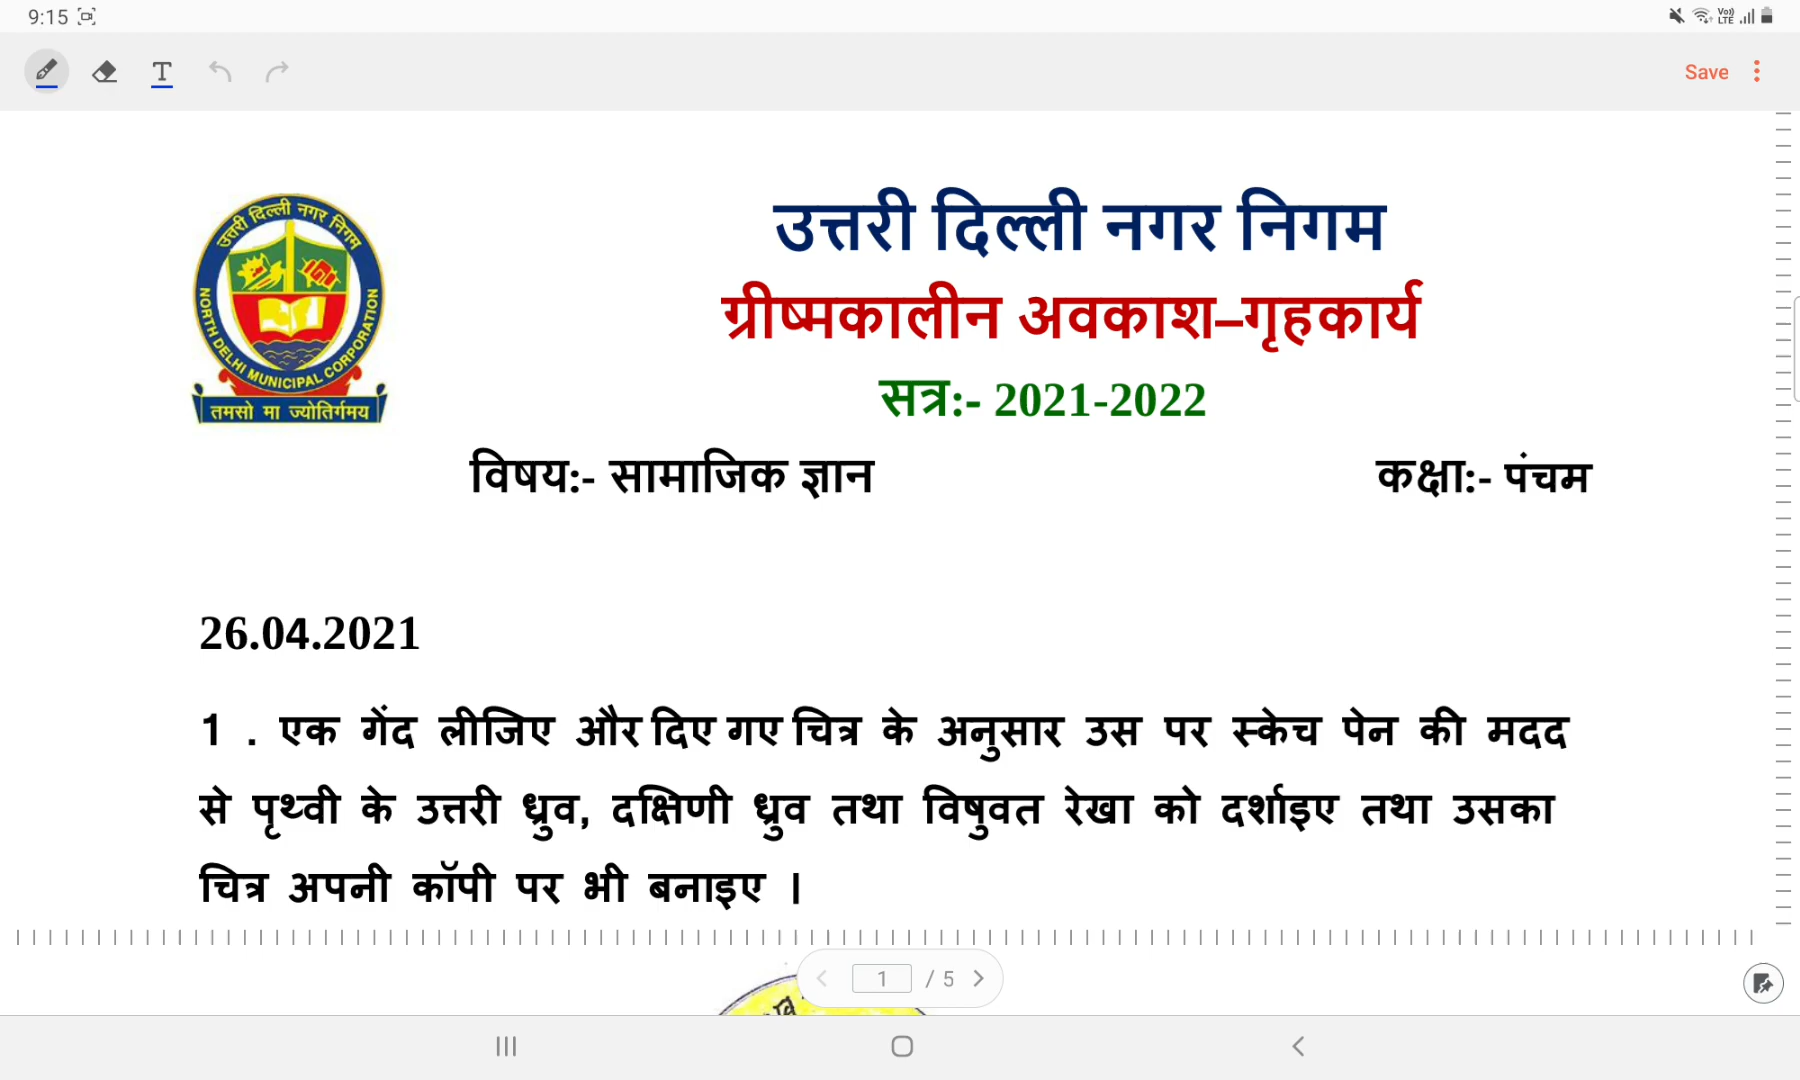 9:15
Vo)) LTE
T
Save
उत्तरी दिल्ली नगर निगम
NORTH DELHI MUNICIPAL CORPORATION
तमसो मा ज्योतिर्गमय
उत्तरी दिल्ली नगर निगम
ग्रीष्मकालीन अवकाश–गृहकार्य
सत्र:- 2021-2022
विषय:- सामाजिक ज्ञान कक्षा:- पंचम
26.04.2021
1 . एक गेंद लीजिए और दिए गए चित्र के अनुसार उस पर स्केच पेन की मदद
से पृथ्वी के उत्तरी ध्रुव, दक्षिणी ध्रुव तथा विषुवत रेखा को दर्शाइए तथा उसका
चित्र अपनी कॉपी पर भी बनाइए ।
1 / 5